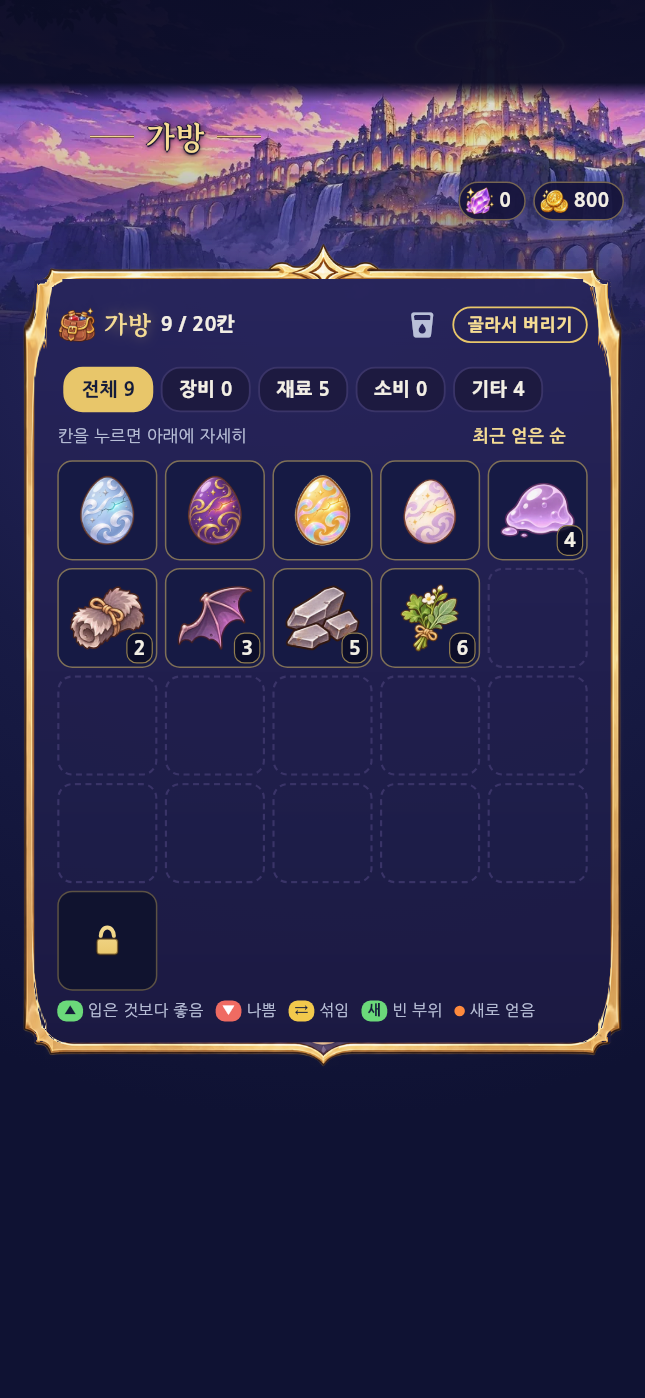 가방
0 800
가방 9 / 20칸 골라서 버리기
전체 9 장비 0 재료 5 소비 0 기타 4
칸을 누르면 아래에 자세히 최근 얻은 순
4
2 3 5 6
▲ 입은 것보다 좋음 ▼ 나쁨 ⇄ 섞임 새 빈 부위 새로 얻음